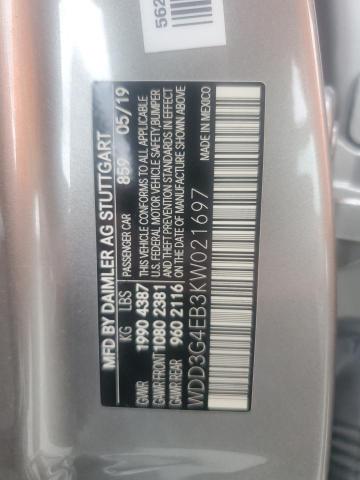 562
MFD BY DAIMLER AG STUTTGART
KG LBS PASSENGER CAR 859 05/19
GVWR 1990 4387 THIS VEHICLE CONFORMS TO ALL APPLICABLE
GAWR FRONT 1080 2381 U.S. FEDERAL MOTOR VEHICLE SAFETY, BUMPER
GAWR REAR 960 2116 AND THEFT PREVENTION STANDARDS IN EFFECT
ON THE DATE OF MANUFACTURE SHOWN ABOVE
WDD3G4EB3KW021697
MADE IN MEXICO